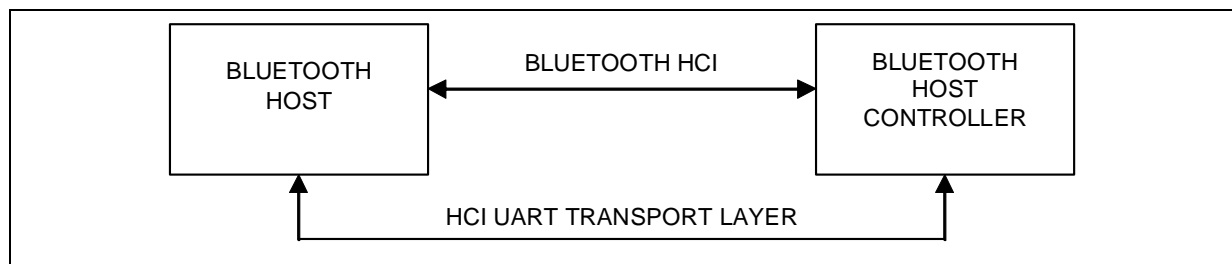 BLUETOOTH
HOST
BLUETOOTH HCI
BLUETOOTH
HOST
CONTROLLER
HCI UART TRANSPORT LAYER